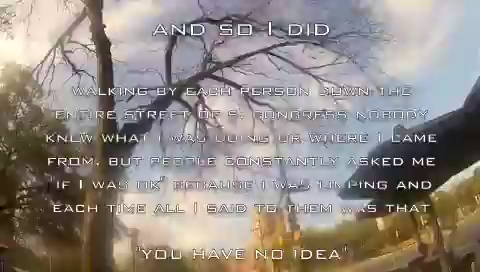 AND SO I DID
WALKING BY EACH PERSON DOWN THE
ENTIRE STREET OF S. CONGRESS NOBODY
KNEW WHAT I WAS DOING OR WHERE I CAME
FROM, BUT PEOPLE CONSTANTLY ASKED ME
"IF I WAS OK" BECAUSE I WAS LIMPING AND
EACH TIME ALL I SAID TO THEM WAS THAT
"YOU HAVE NO IDEA"